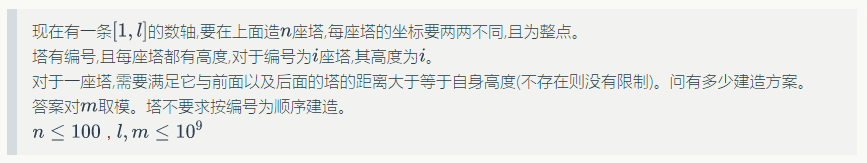 现在有一条[1, l]的数轴,要在上面造n座塔,每座塔的坐标要两两不同,且为整点。
塔有编号,且每座塔都有高度,对于编号为i座塔,其高度为i。
对于一座塔,需要满足它与前面以及后面的塔的距离大于等于自身高度(不存在则没有限制)。问有多少建造方案。
答案对m取模。塔不要求按编号为顺序建造。
n ≤ 100 , l, m ≤ 10⁹